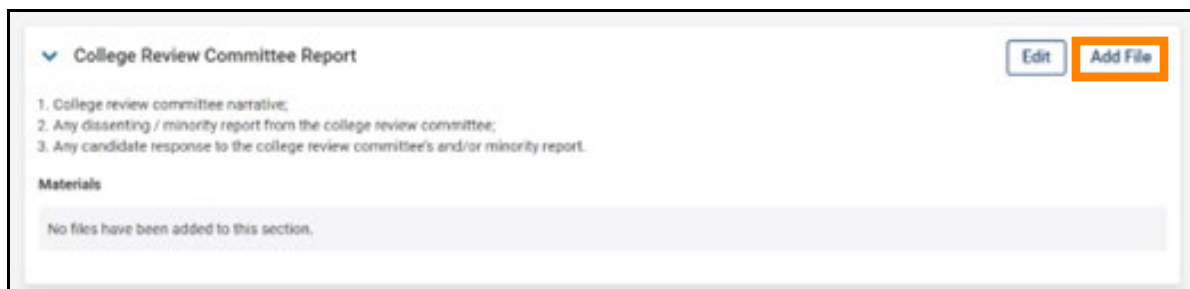 College Review Committee Report
Edit
Add File
1. College review committee narrative;
2. Any dissenting / minority report from the college review committee;
3. Any candidate response to the college review committee's and/or minority report.
Materials
No files have been added to this section.